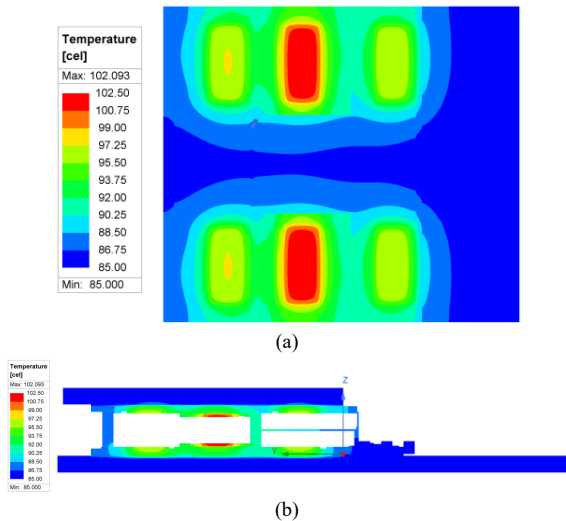 Temperature
[cel]
Max: 102.093
102.50
100.75
99.00
97.25
95.50
93.75
92.00
90.25
88.50
86.75
85.00
Min: 85.000
(a)
Temperature
[cel]
Max: 102.093
102.50
100.75
99.00
97.25
95.50
93.75
92.00
90.25
88.50
86.75
85.00
Min: 85.000
Z
Y
(b)